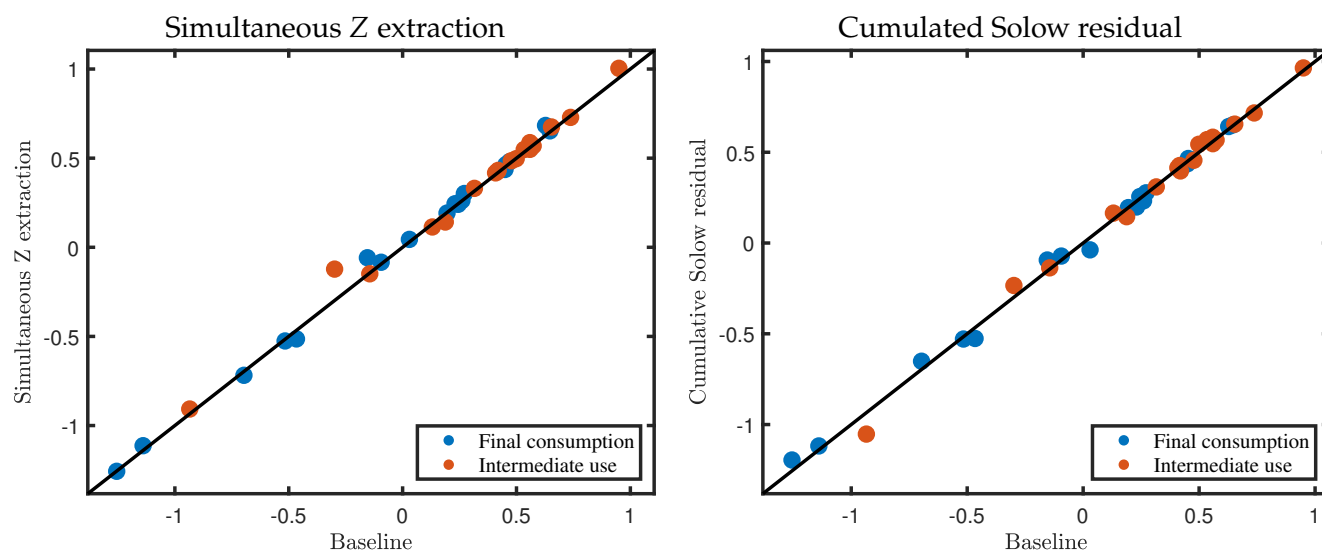 Simultaneous Z extraction
Simultaneous Z extraction
1
0.5
0
-0.5
-1
-1
-0.5
0
0.5
1
Baseline
Final consumption
Intermediate use
Cumulated Solow residual
Cumulative Solow residual
1
0.5
0
-0.5
-1
-1
-0.5
0
0.5
1
Baseline
Final consumption
Intermediate use